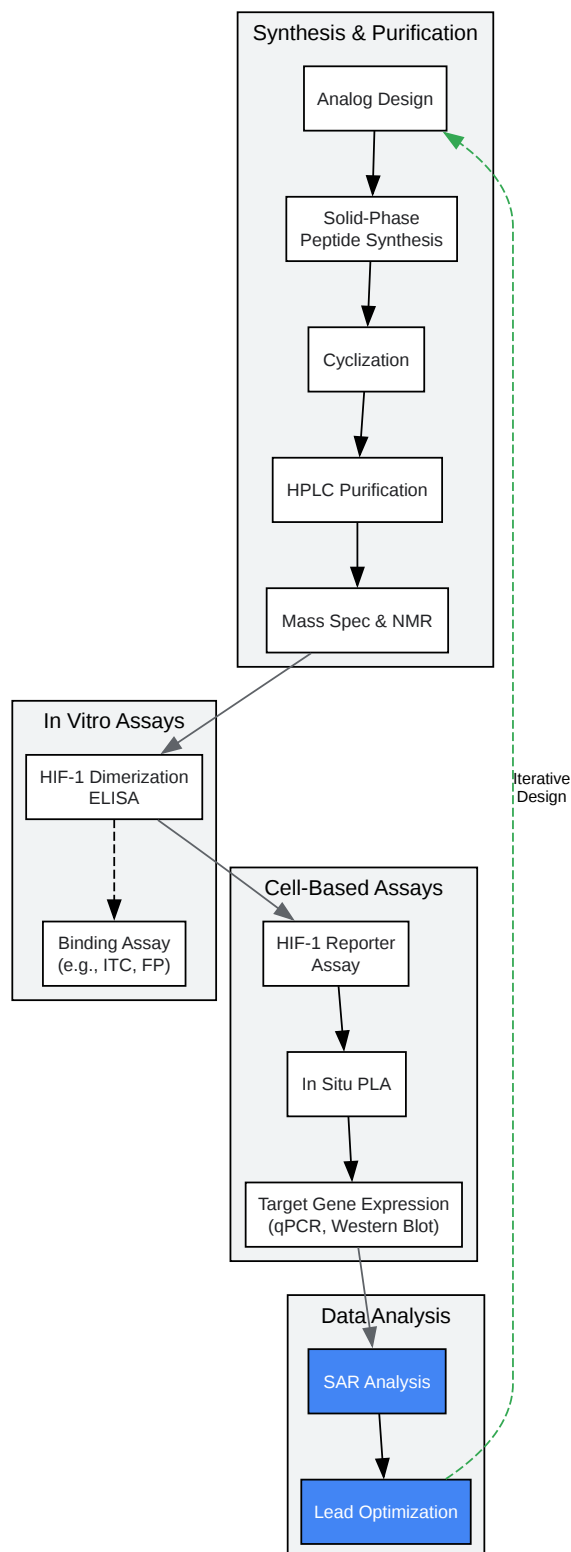 Synthesis & Purification
Analog Design
Solid-Phase
Peptide Synthesis
Cyclization
HPLC Purification
Mass Spec & NMR
In Vitro Assays
HIF-1 Dimerization
ELISA
Iterative
Design
Binding Assay
(e.g., ITC, FP)
Cell-Based Assays
HIF-1 Reporter
Assay
In Situ PLA
Target Gene Expression
(qPCR, Western Blot)
Data Analysis
SAR Analysis
Lead Optimization